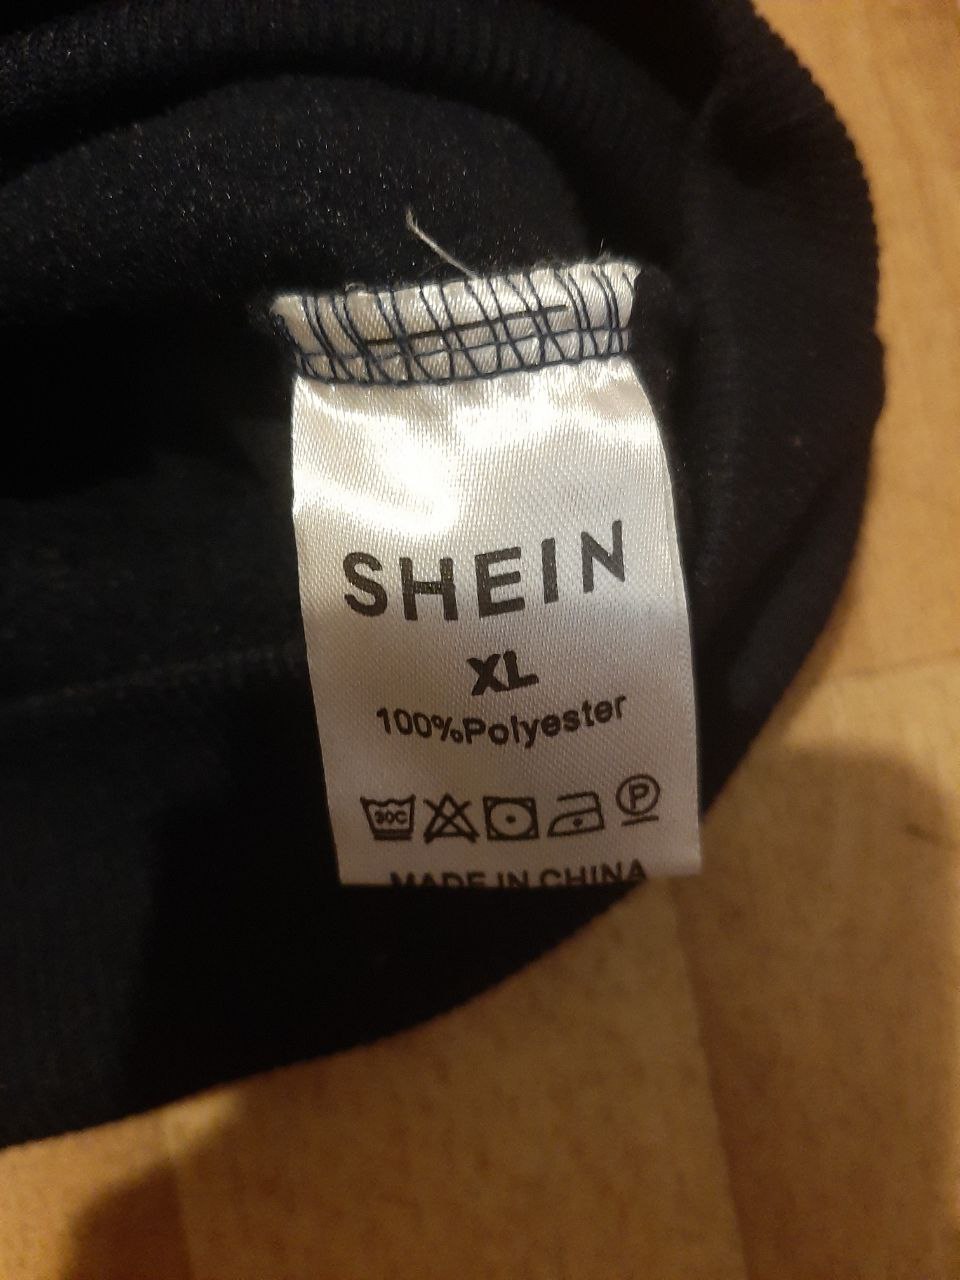 SHEIN
XL
100%Polyester
30C P
MADE IN CHINA